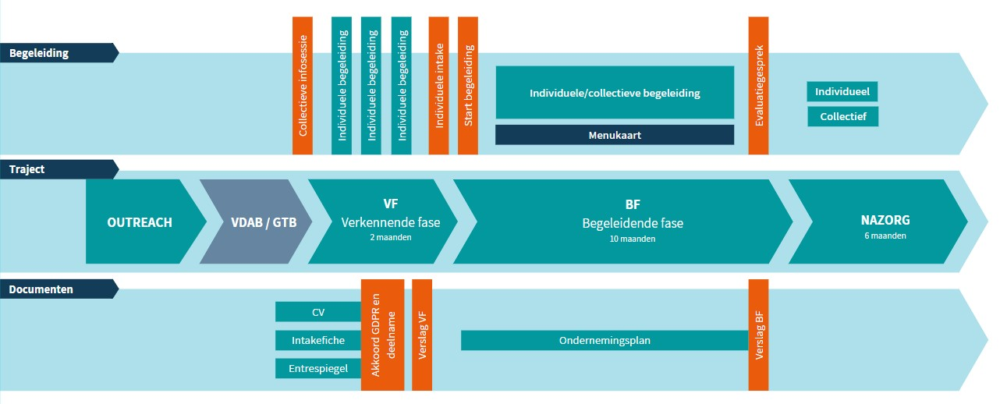 Begeleiding
Collectieve infosessie
Individuele begeleiding
Individuele begeleiding
Individuele begeleiding
Individuele intake
Start begeleiding
Individuele/collectieve begeleiding
Menukaart
Evaluatiegesprek
Individueel
Collectief
Traject
OUTREACH
VDAB / GTB
VF
Verkennende fase
2 maanden
BF
Begeleidende fase
10 maanden
NAZORG
6 maanden
Documenten
CV
Intakefiche
Entrespiegel
Akkoord GDPR en
deelname
Verslag VF
Ondernemingsplan
Verslag BF